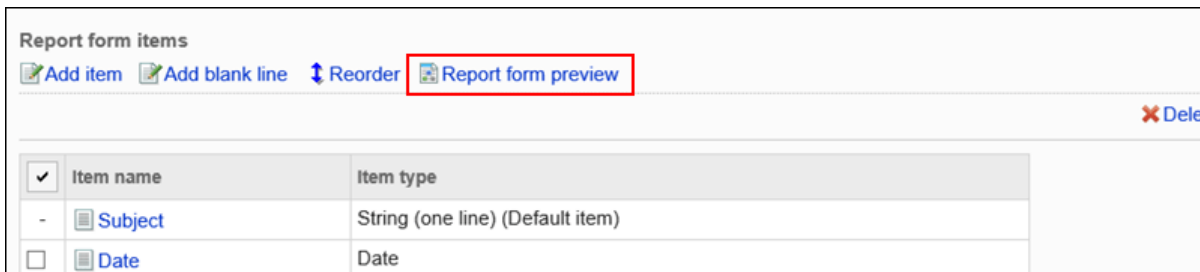 Report form items
Add item Add blank line Reorder Report form preview
Dele
Item name Item type
- Subject String (one line) (Default item)
Date Date